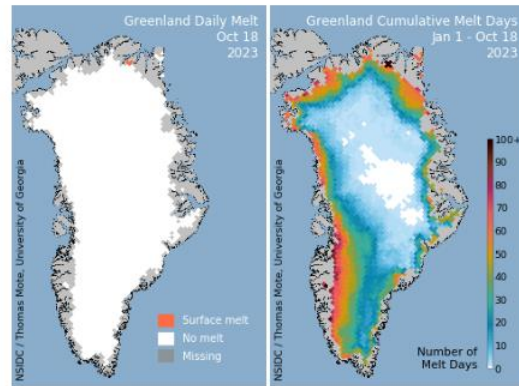 Greenland Daily Melt
Oct 18
2023
NSIDC / Thomas Mote, University of Georgia
Surface melt
No melt
Missing
Greenland Cumulative Melt Days
Jan 1 - Oct 18
2023
NSIDC / Thomas Mote, University of Georgia
100+
90
80
70
60
50
40
30
20
10
0
Number of
Melt Days